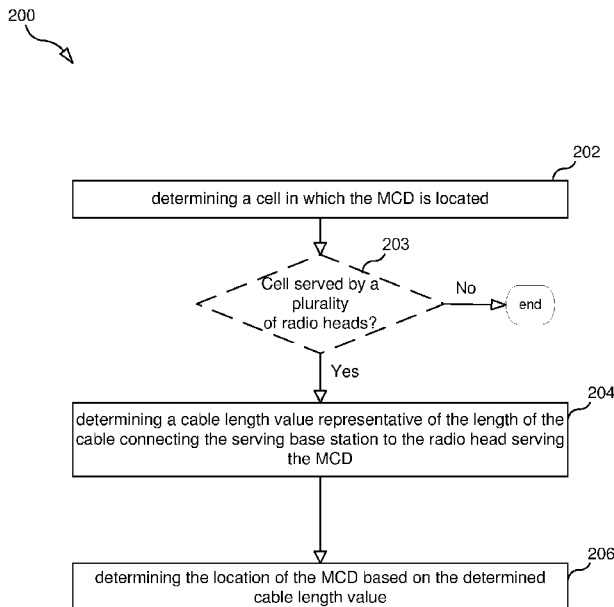 200
202
determining a cell in which the MCD is located
203
Cell served by a
plurality
of radio heads?
No
end
Yes
204
determining a cable length value representative of the length of the
cable connecting the serving base station to the radio head serving
the MCD
206
determining the location of the MCD based on the determined
cable length value